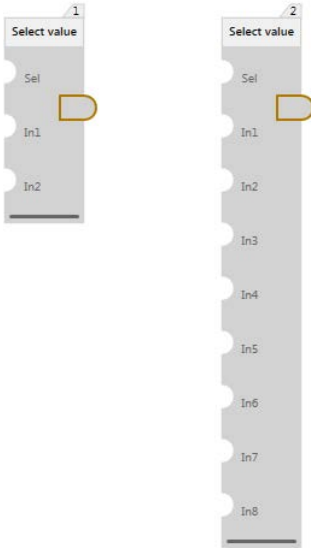 1
Select value
Sel
In1
In2
2
Select value
Sel
In1
In2
In3
In4
In5
In6
In7
In8